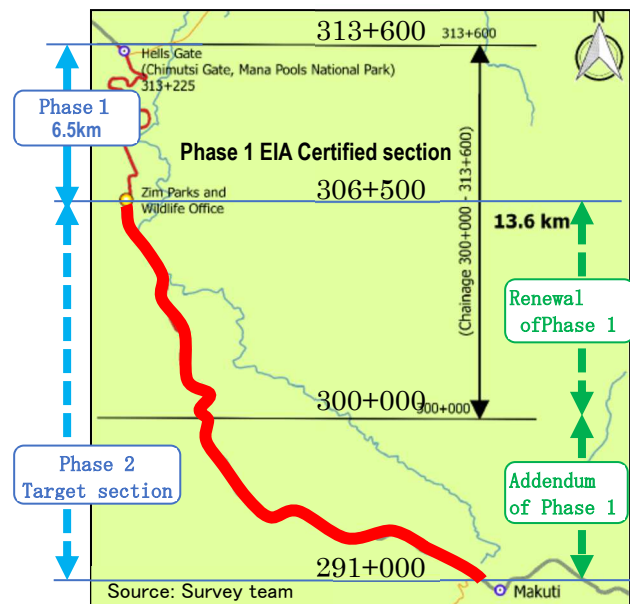 313+600
313+600
N
Hells Gate
(Chimutsi Gate, Mana Pools National Park)
313+225
Phase 1
6.5km
Phase 1 EIA Certified section
306+500
Zim Parks and
Wildlife Office
13.6 km
(Chainage 300+000 - 313+600)
Renewal
ofPhase 1
300+000
300+000
Phase 2
Target section
Addendum
of Phase 1
291+000
Source: Survey team
Makuti